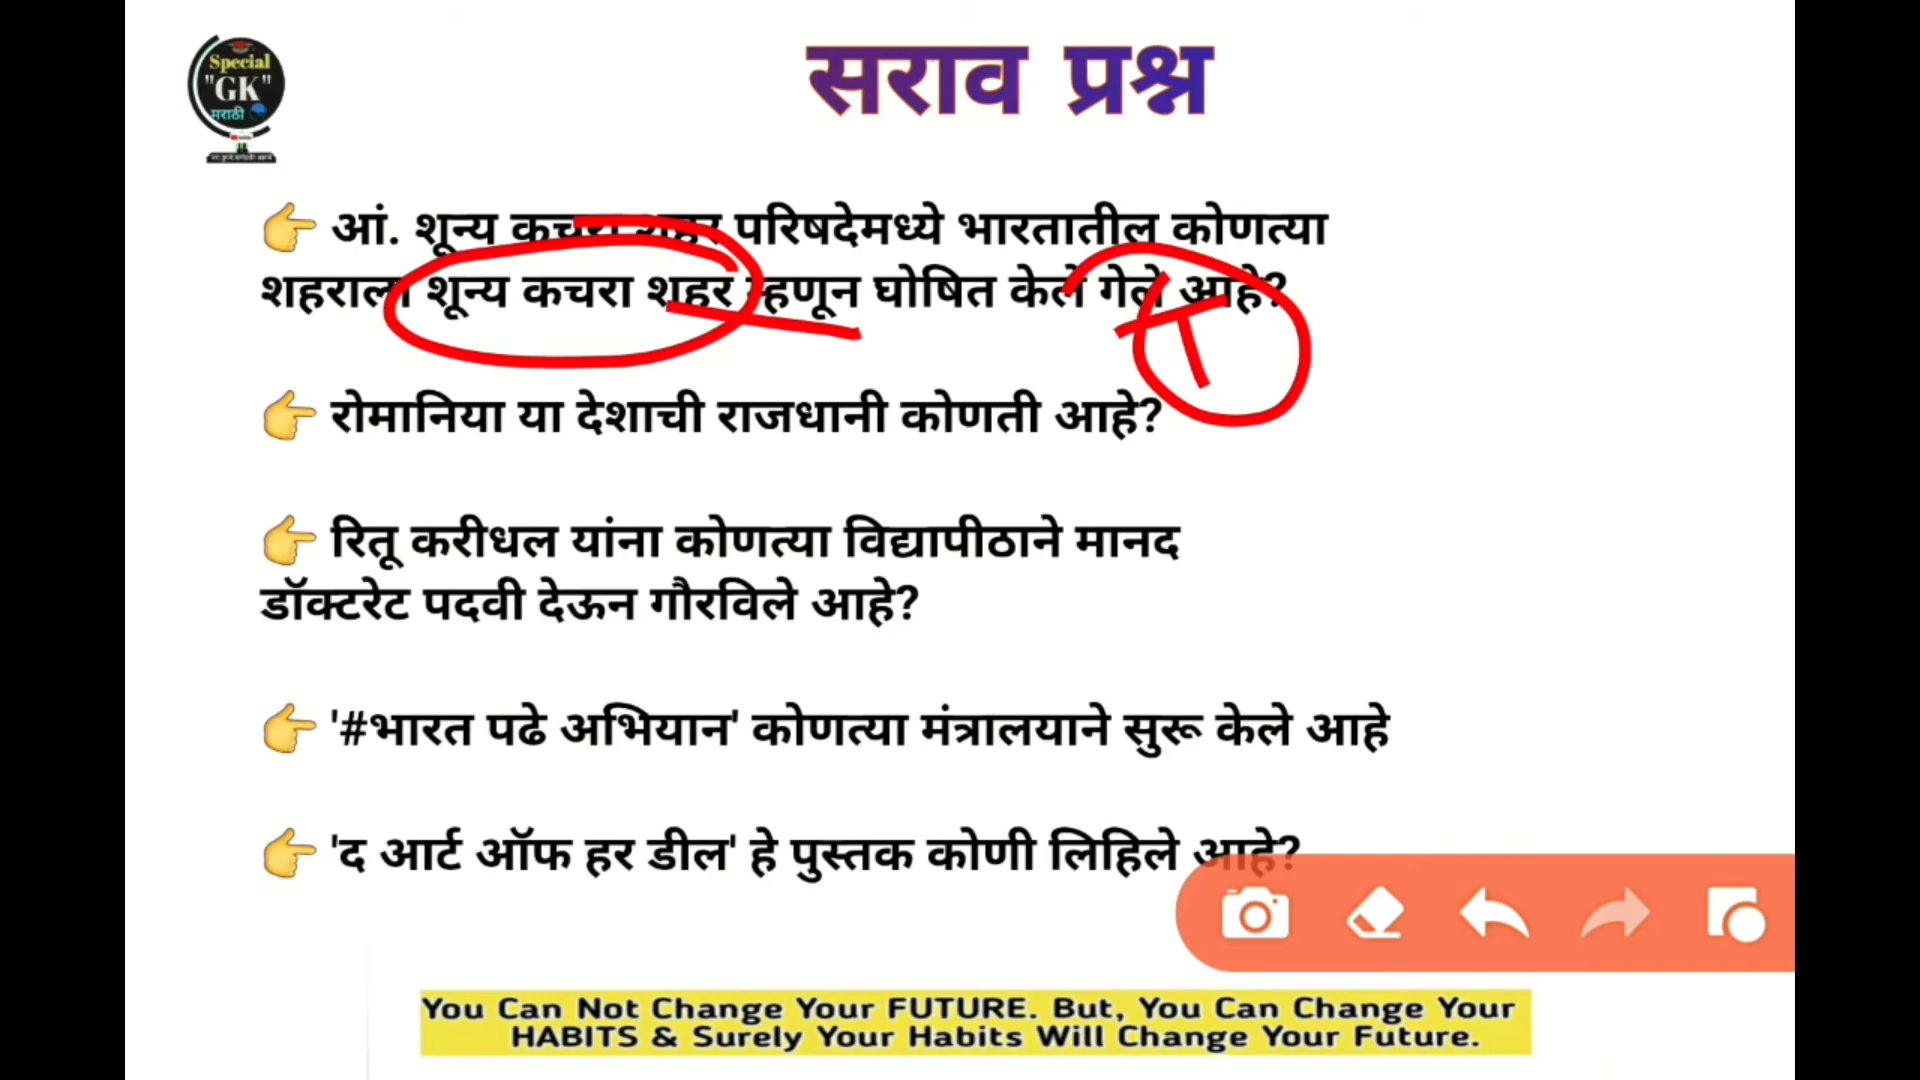 Special
"GK"
मराठी
सराव प्रश्न
👉 आं. शून्य कचरा शहर परिषदेमध्ये भारतातील कोणत्या
शहराला शून्य कचरा शहर म्हणून घोषित केले गेले आहे?
👉 रोमानिया या देशाची राजधानी कोणती आहे?
👉 रितू करीधल यांना कोणत्या विद्यापीठाने मानद
डॉक्टरेट पदवी देऊन गौरविले आहे?
👉 '#भारत पढे अभियान' कोणत्या मंत्रालयाने सुरू केले आहे
👉 'द आर्ट ऑफ हर डील' हे पुस्तक कोणी लिहिले आहे?
You Can Not Change Your FUTURE. But, You Can Change Your
HABITS & Surely Your Habits Will Change Your Future.